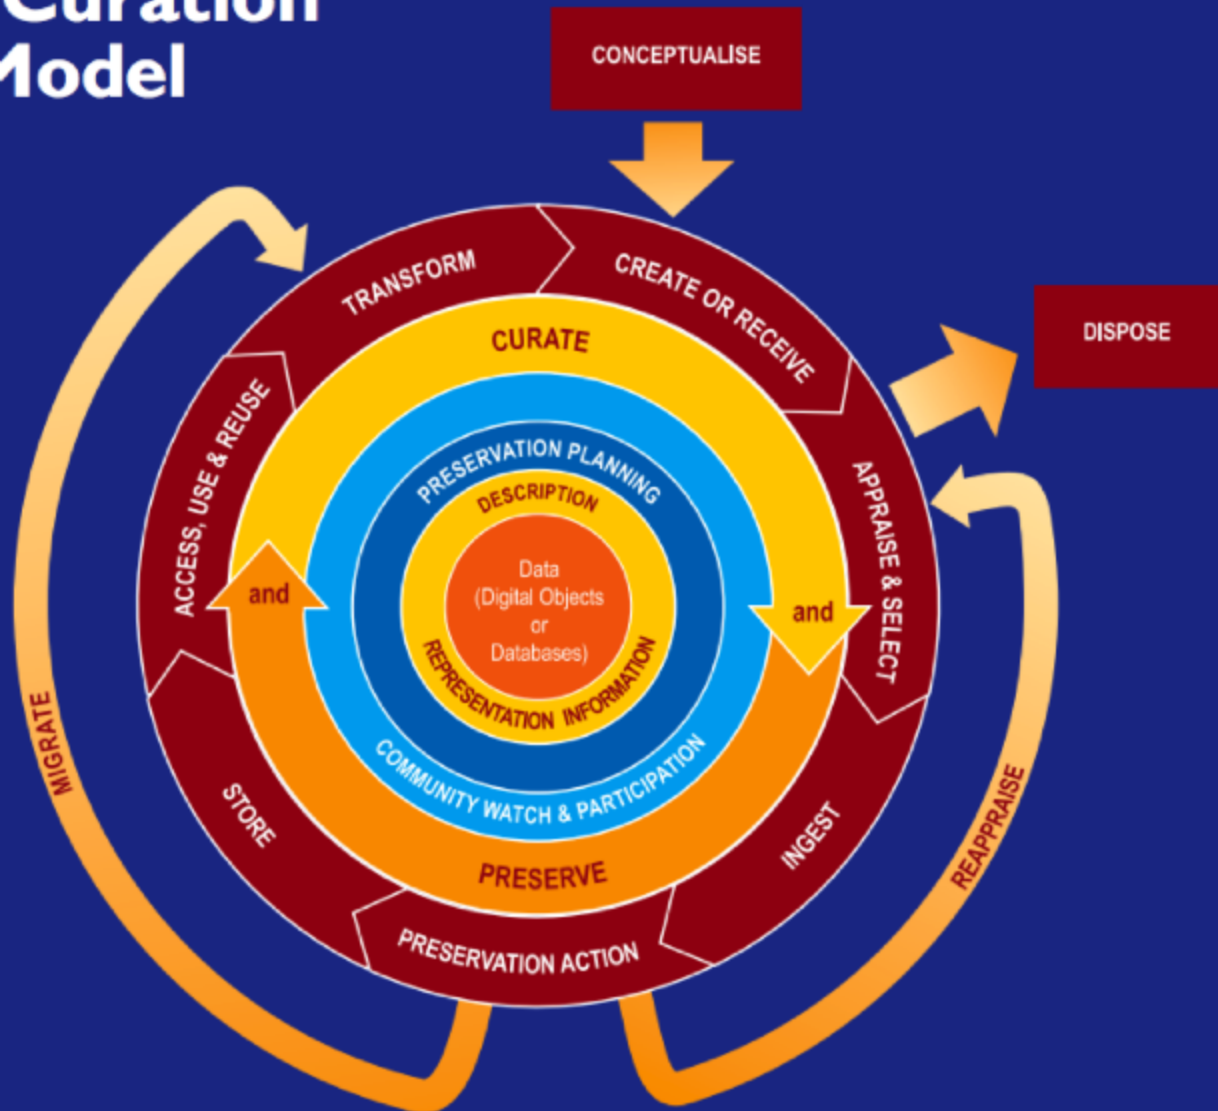 Curation
Model
CONCEPTUALISE
TRANSFORM
CREATE OR RECEIVE
DISPOSE
CURATE
ACCESS, USE & REUSE
PRESERVATION PLANNING
DESCRIPTION
APPRAISE & SELECT
Data
(Digital Objects
or
Databases)
and
and
REPRESENTATION INFORMATION
COMMUNITY WATCH & PARTICIPATION
MIGRATE
STORE
PRESERVE
INGEST
REAPPRAISE
PRESERVATION ACTION